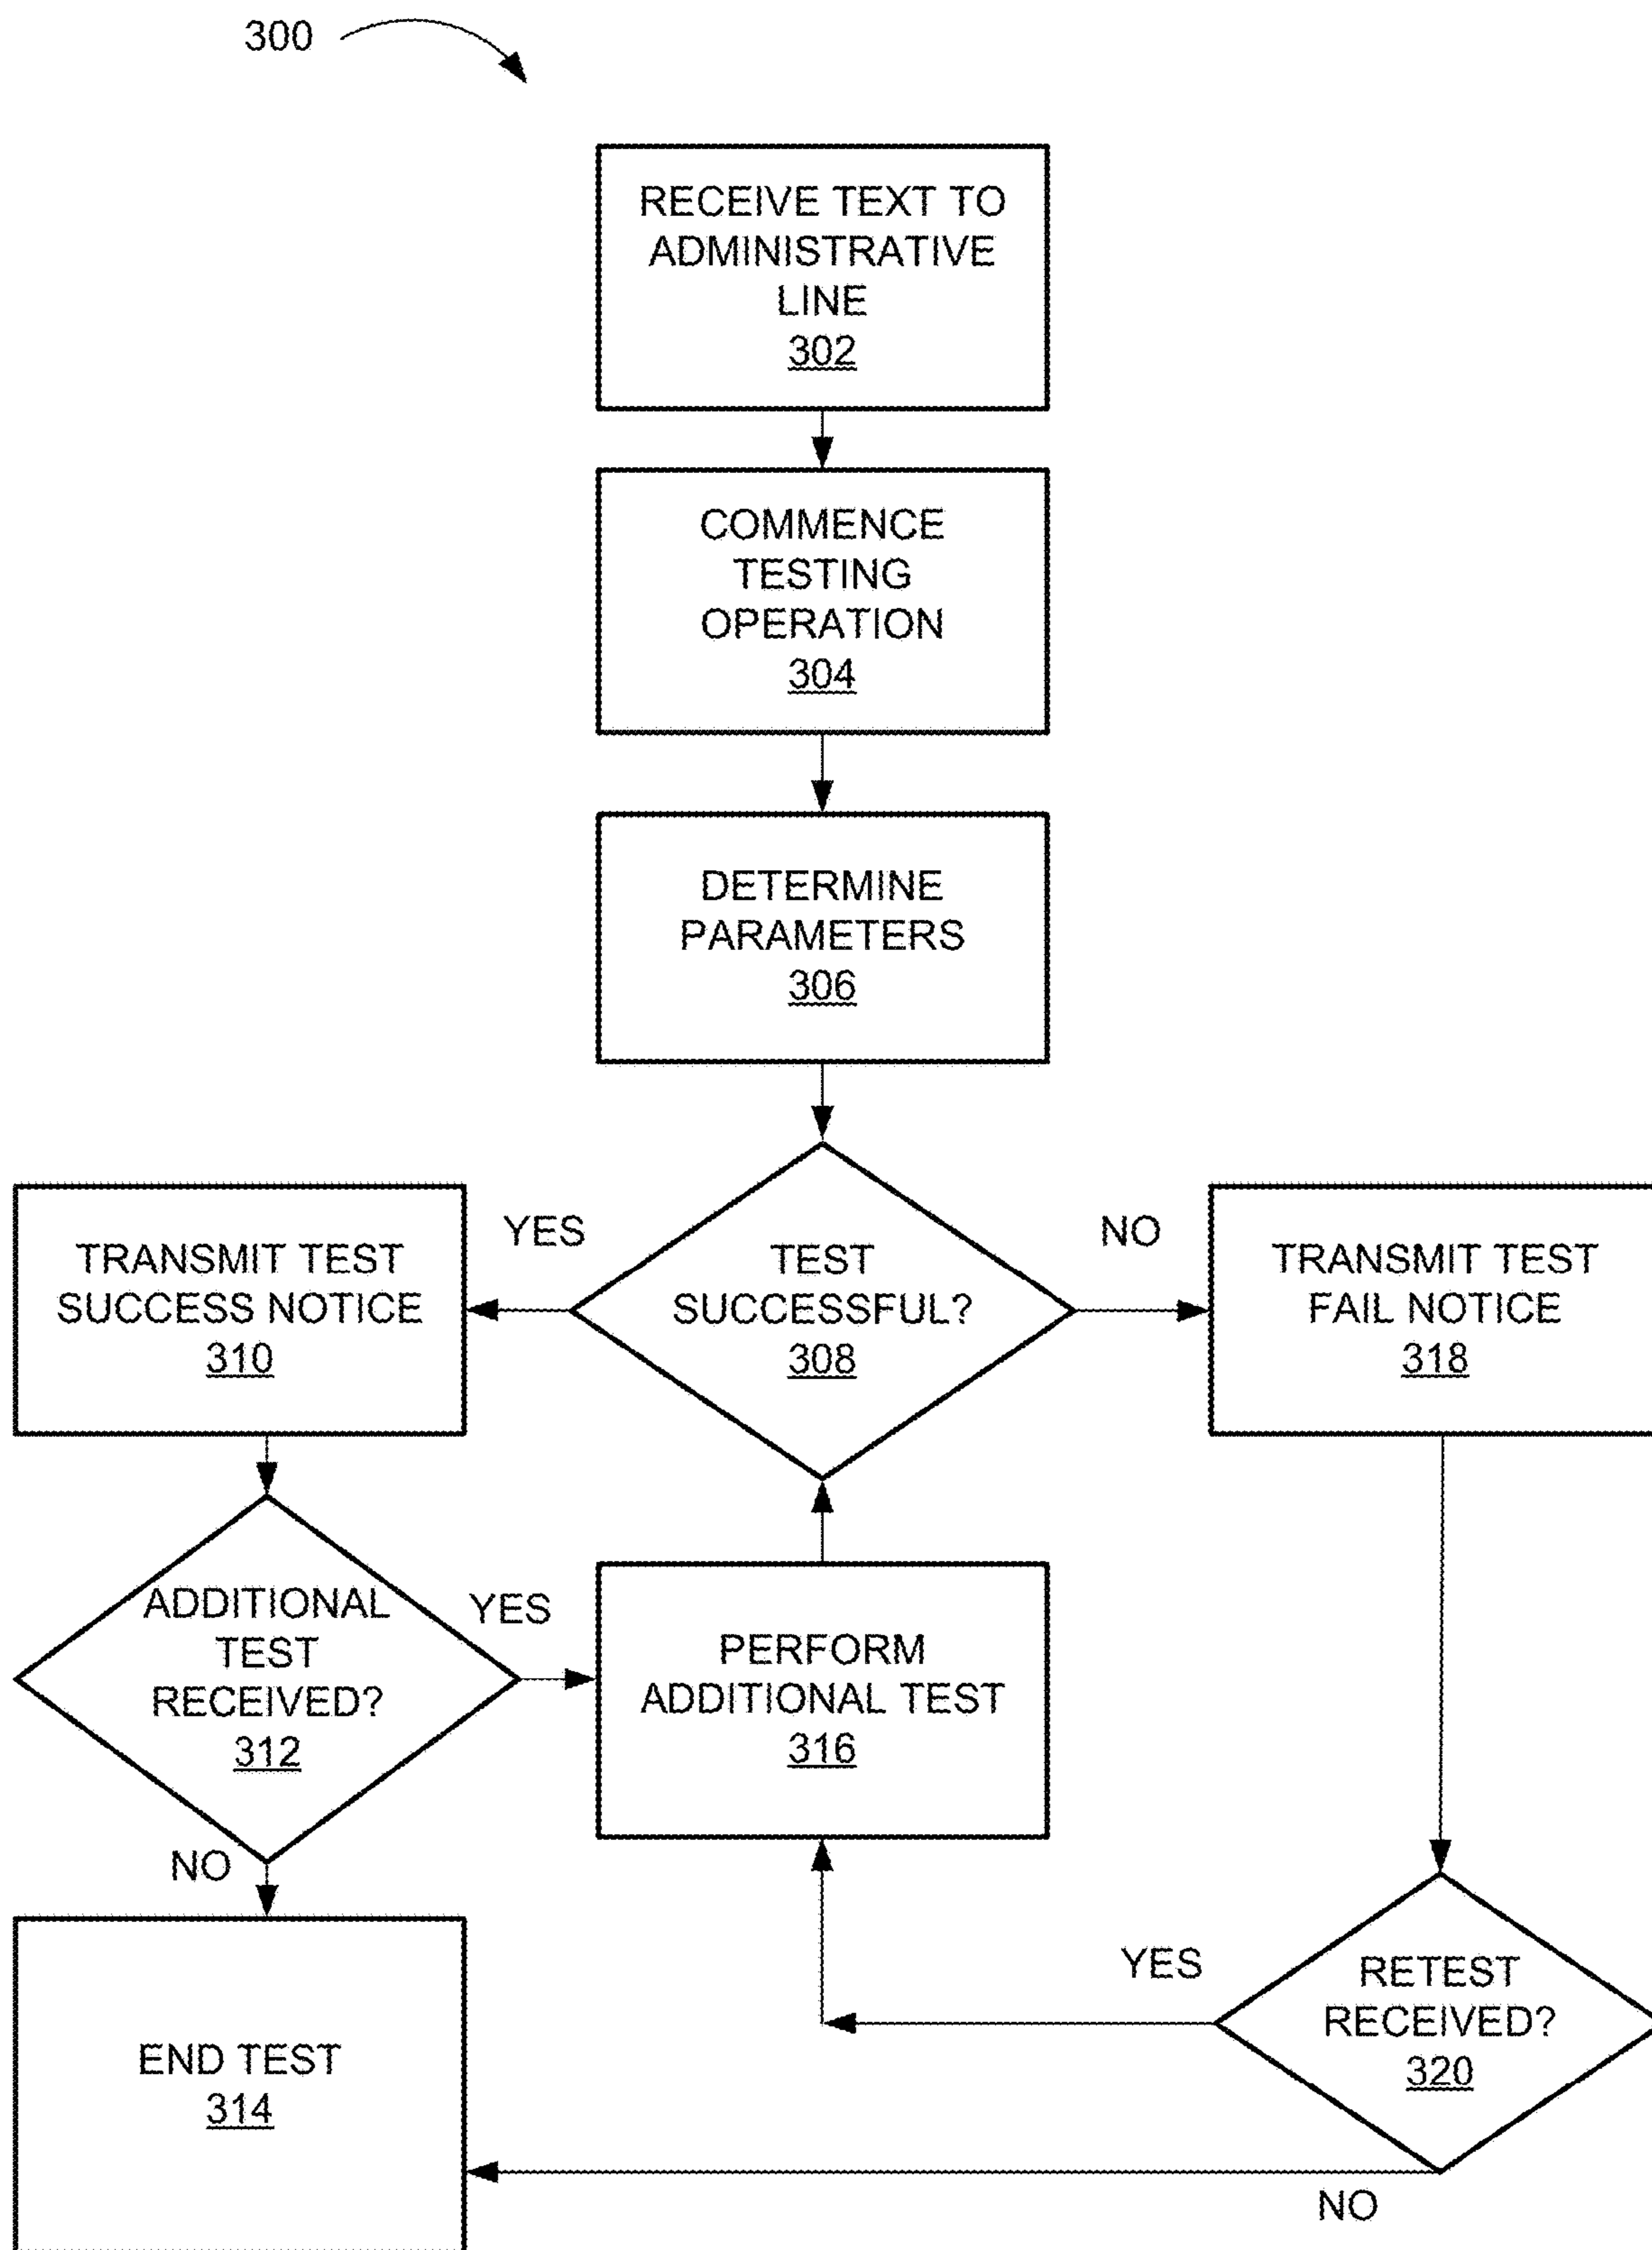 300
RECEIVE TEXT TO
ADMINISTRATIVE
LINE
302
COMMENCE
TESTING
OPERATION
304
DETERMINE
PARAMETERS
306
YES
NO
TRANSMIT TEST
SUCCESS NOTICE
310
TEST
SUCCESSFUL?
308
TRANSMIT TEST
FAIL NOTICE
318
ADDITIONAL
TEST
RECEIVED?
312
YES
PERFORM
ADDITIONAL TEST
316
NO
YES
RETEST
RECEIVED?
320
END TEST
314
NO